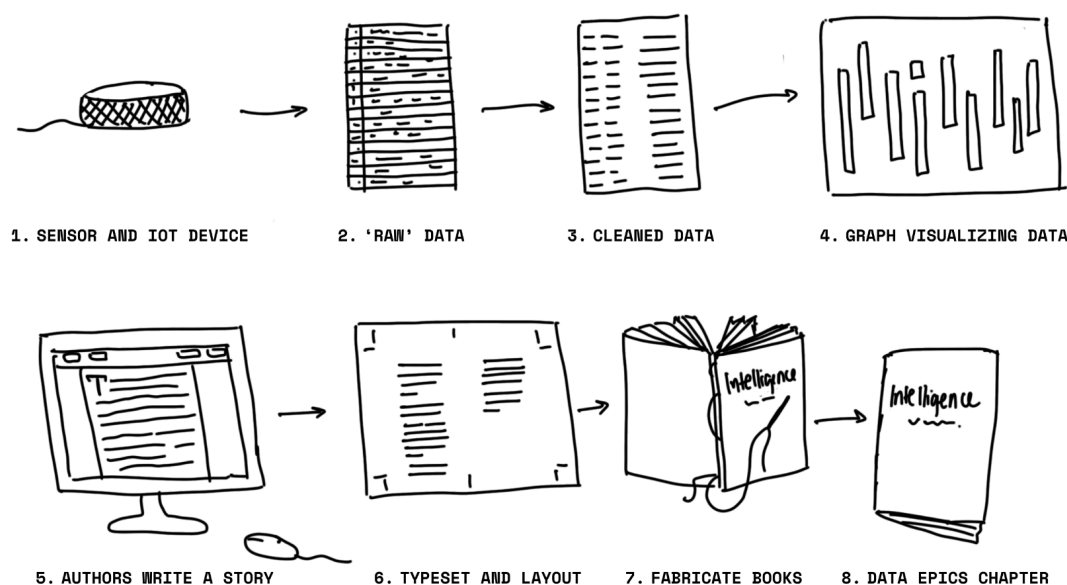 1. SENSOR AND IOT DEVICE
2. ‘RAW’ DATA
3. CLEANED DATA
4. GRAPH VISUALIZING DATA
T
Intelligence
Intelligence
5. AUTHORS WRITE A STORY
6. TYPESET AND LAYOUT
7. FABRICATE BOOKS
8. DATA EPICS CHAPTER